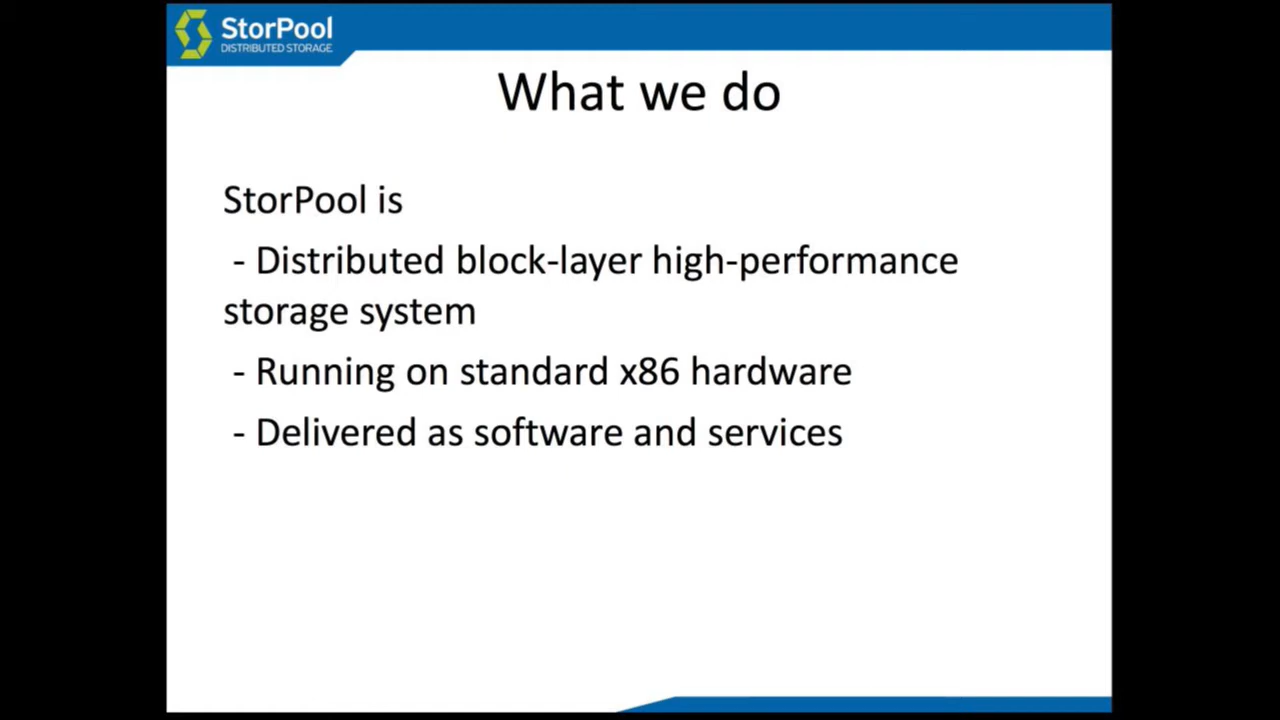 StorPool
DISTRIBUTED STORAGE
What we do
StorPool is
- Distributed block-layer high-performance
storage system
- Running on standard x86 hardware
- Delivered as software and services